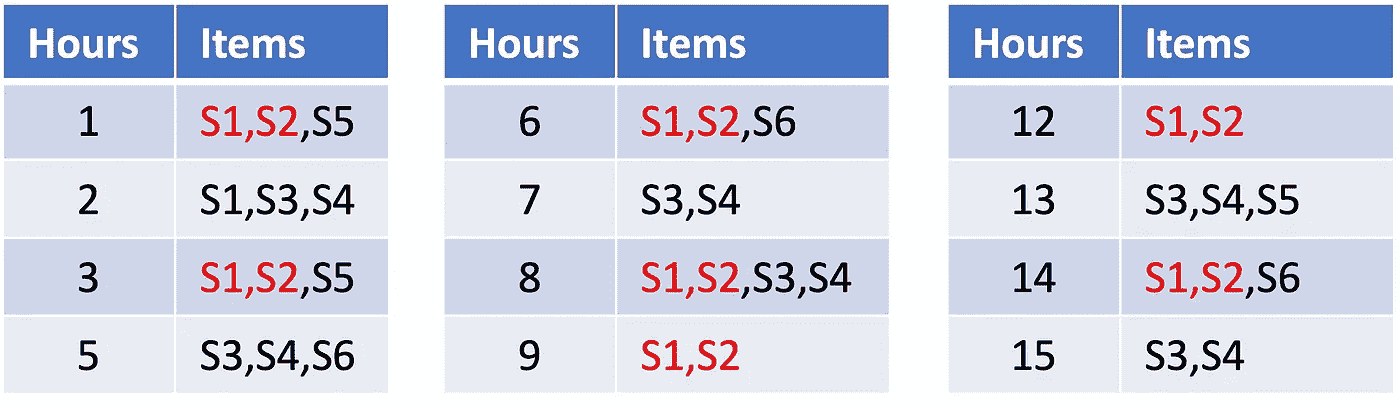 Hours Items
1 S1,S2,S5
2 S1,S3,S4
3 S1,S2,S5
5 S3,S4,S6
Hours Items
6 S1,S2,S6
7 S3,S4
8 S1,S2,S3,S4
9 S1,S2
Hours Items
12 S1,S2
13 S3,S4,S5
14 S1,S2,S6
15 S3,S4